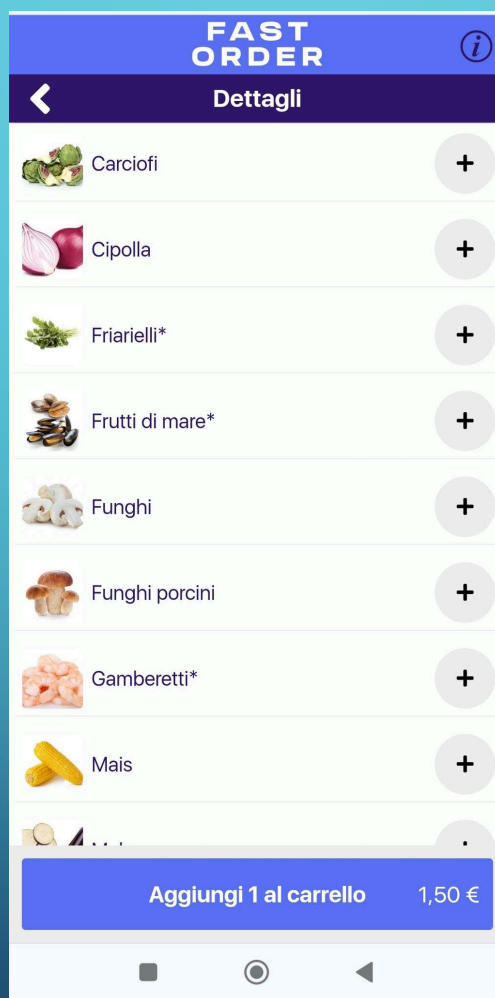 FAST
ORDER
i
Dettagli
Carciofi
+
Cipolla
+
Friarielli*
+
Frutti di mare*
+
Funghi
+
Funghi porcini
+
Gamberetti*
+
Mais
+
Aggiungi 1 al carrello 1,50 €